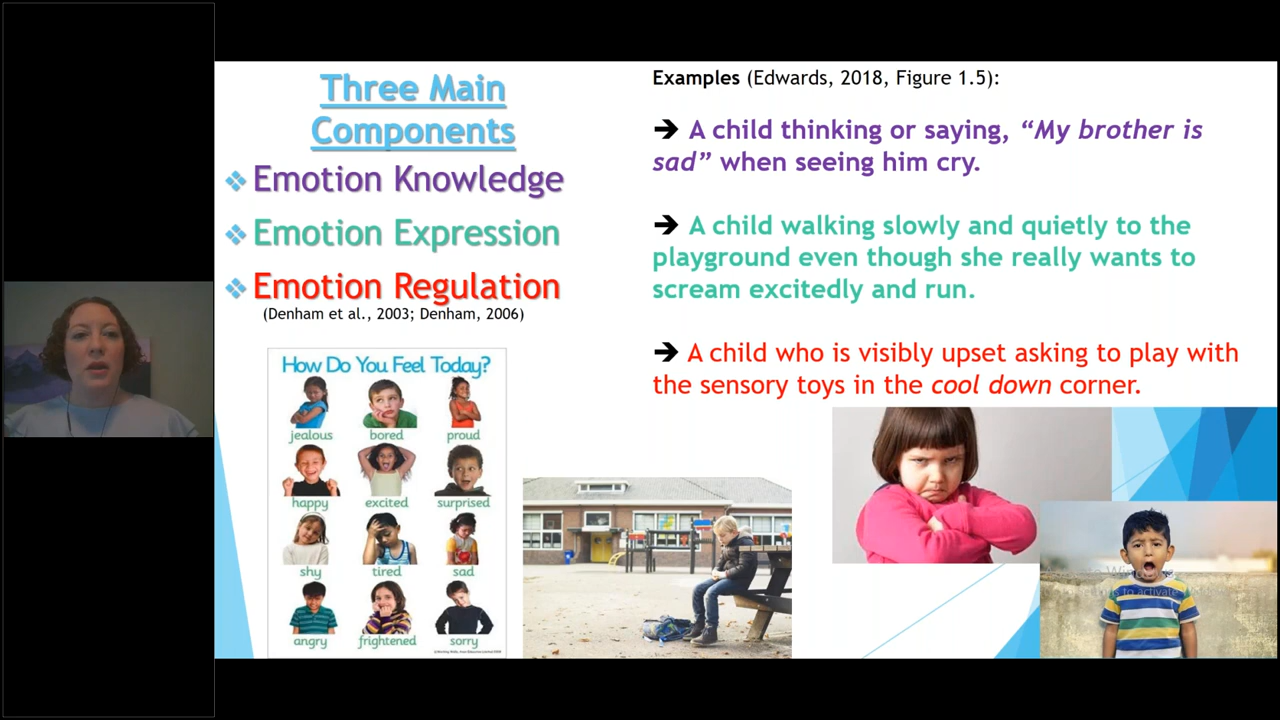 Three Main
Components
❖ Emotion Knowledge
❖ Emotion Expression
❖ Emotion Regulation
(Denham et al., 2003; Denham, 2006)
How Do You Feel Today?
jealous bored proud
happy excited surprised
shy tired sad
angry frightened sorry
Examples (Edwards, 2018, Figure 1.5):
➔ A child thinking or saying, “My brother is
sad” when seeing him cry.
➔ A child walking slowly and quietly to the
playground even though she really wants to
scream excitedly and run.
➔ A child who is visibly upset asking to play with
the sensory toys in the cool down corner.
to activate